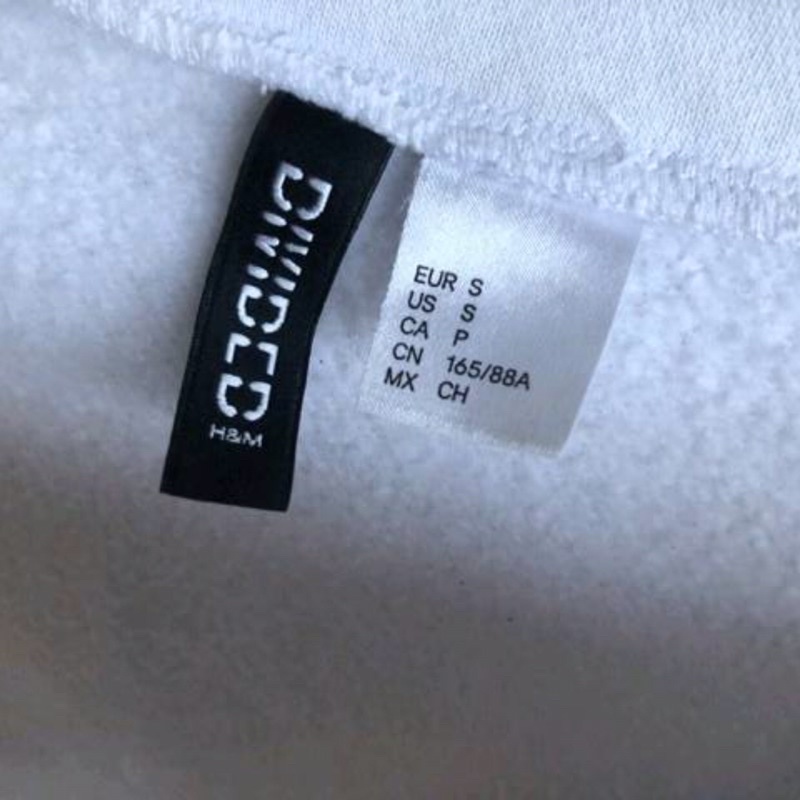 DIVIDED
H&M
EUR S
US S
CA P
CN 165/88A
MX CH